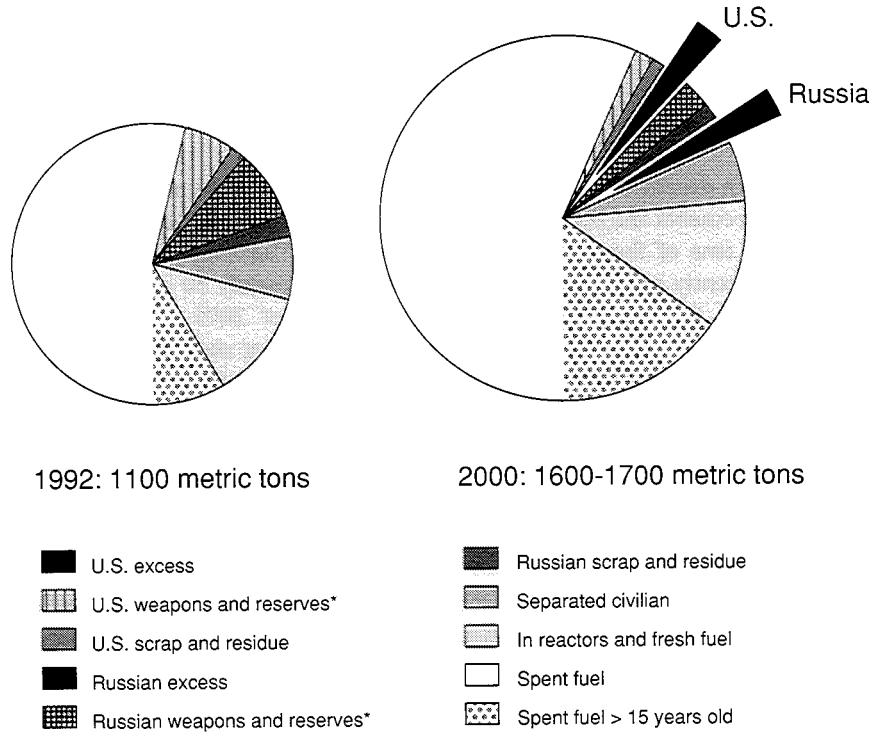 U.S.
Russia
1992: 1100 metric tons
2000: 1600-1700 metric tons
U.S. excess
U.S. weapons and reserves*
U.S. scrap and residue
Russian excess
Russian weapons and reserves*
Russian scrap and residue
Separated civilian
In reactors and fresh fuel
Spent fuel
Spent fuel > 15 years old